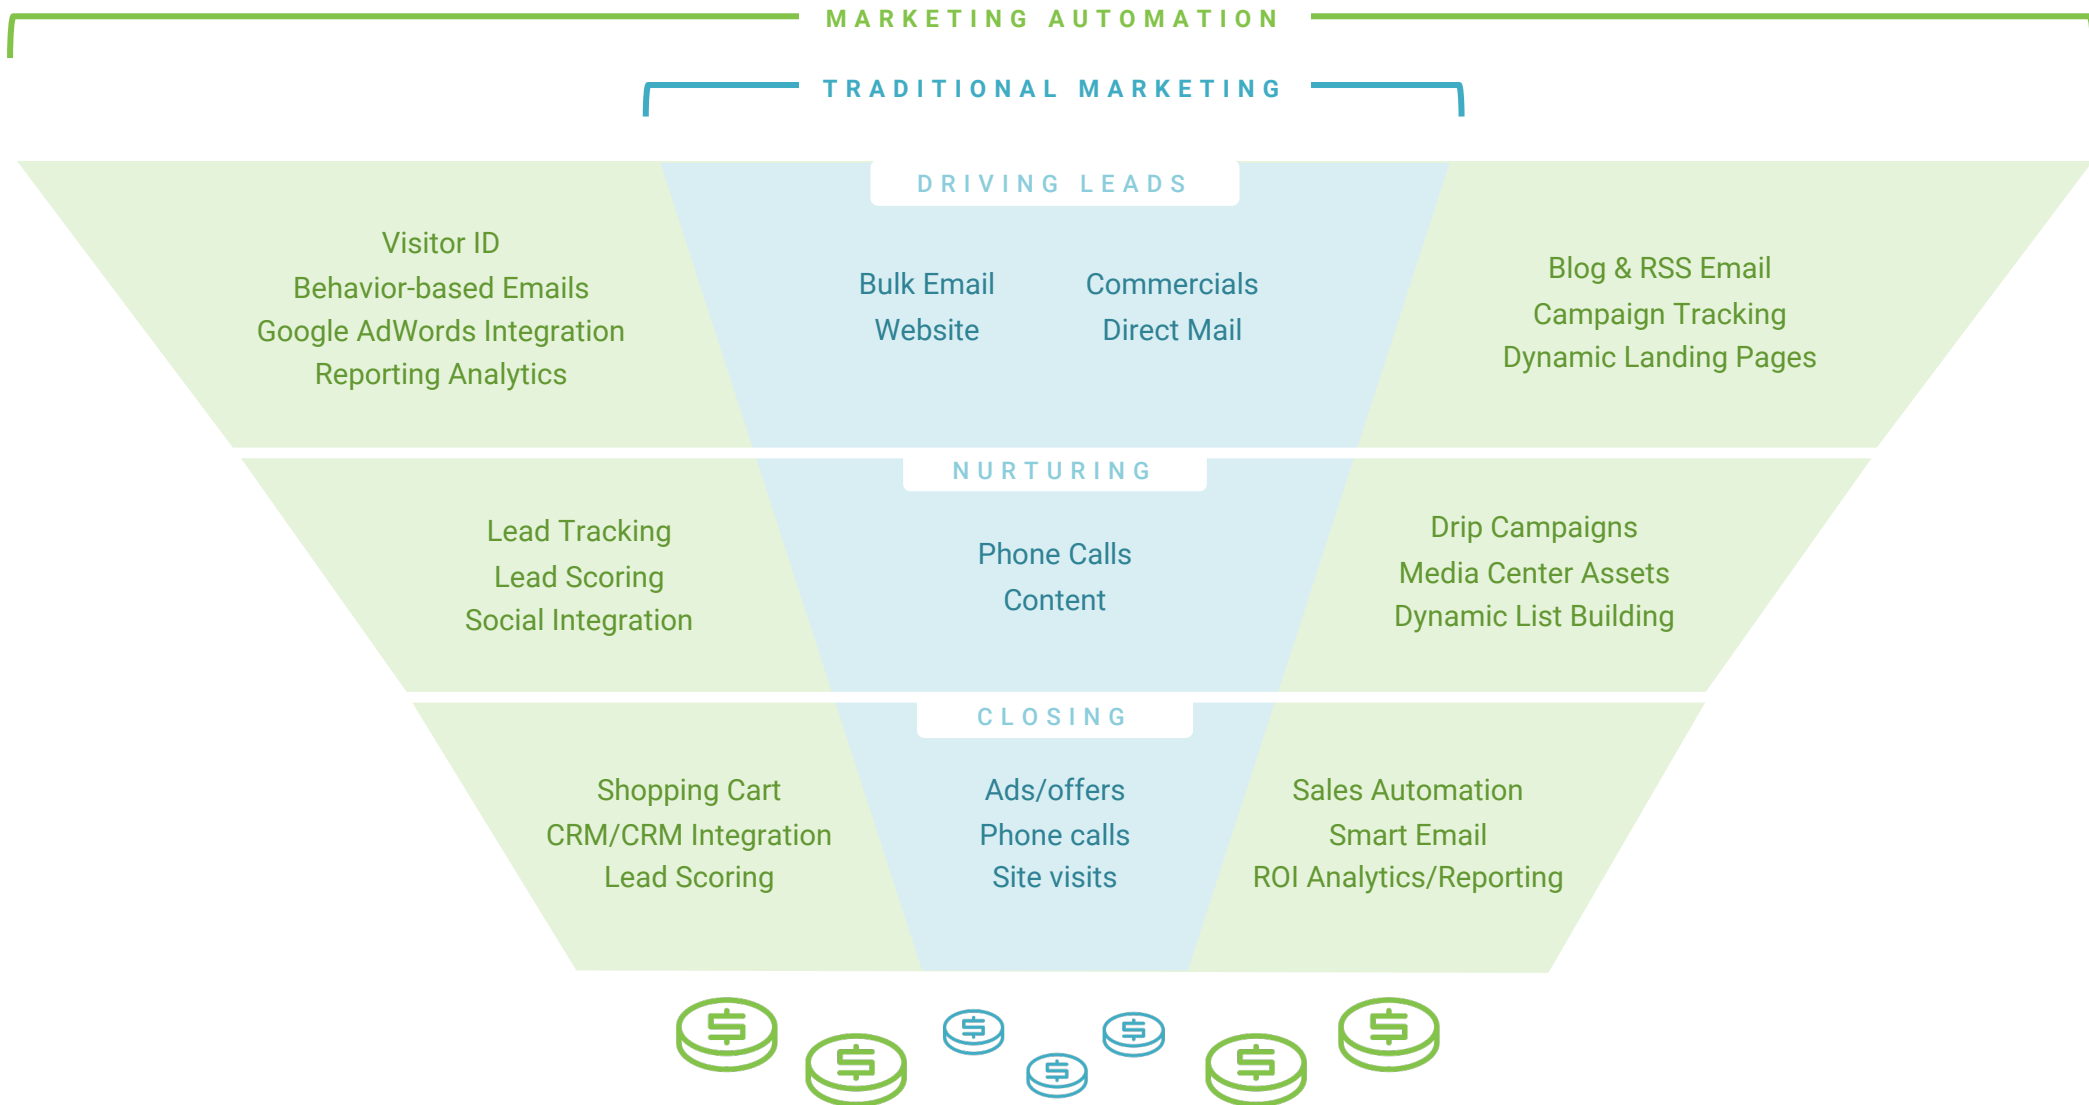 MARKETING AUTOMATION
TRADITIONAL MARKETING
DRIVING LEADS
Visitor ID
Behavior-based Emails
Google AdWords Integration
Reporting Analytics
Bulk Email
Website
Commercials
Direct Mail
Blog & RSS Email
Campaign Tracking
Dynamic Landing Pages
NURTURING
Lead Tracking
Lead Scoring
Social Integration
Phone Calls
Content
Drip Campaigns
Media Center Assets
Dynamic List Building
CLOSING
Shopping Cart
CRM/CRM Integration
Lead Scoring
Ads/offers
Phone calls
Site visits
Sales Automation
Smart Email
ROI Analytics/Reporting
$
$
$
$
$
$
$